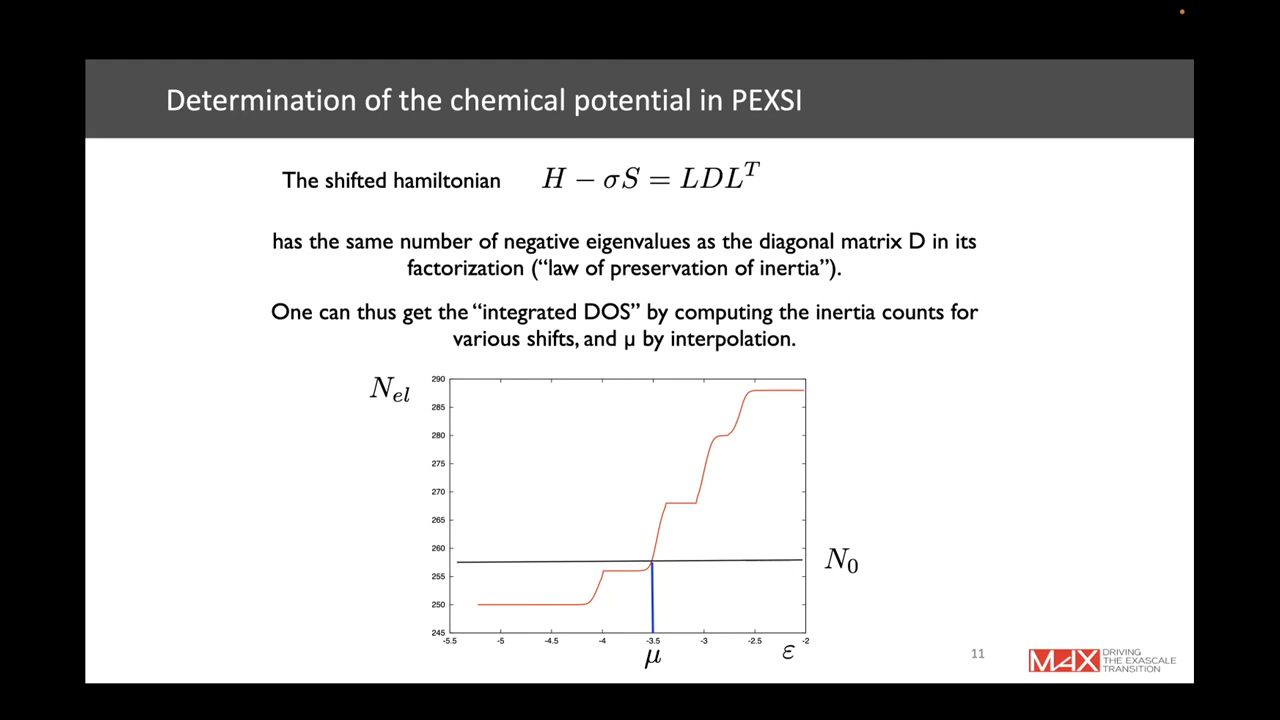 Determination of the chemical potential in PEXSI
The shifted hamiltonian H − σS = LDLᵀ
has the same number of negative eigenvalues as the diagonal matrix D in its
factorization (“law of preservation of inertia”).
One can thus get the “integrated DOS” by computing the inertia counts for
various shifts, and μ by interpolation.
N_el
290
285
280
275
270
265
260
255
250
245
N_0
-5.5 -5 -4.5 -4 -3.5 -3 -2.5 -2
μ ε
11
MAX DRIVING
THE EXASCALE
TRANSITION